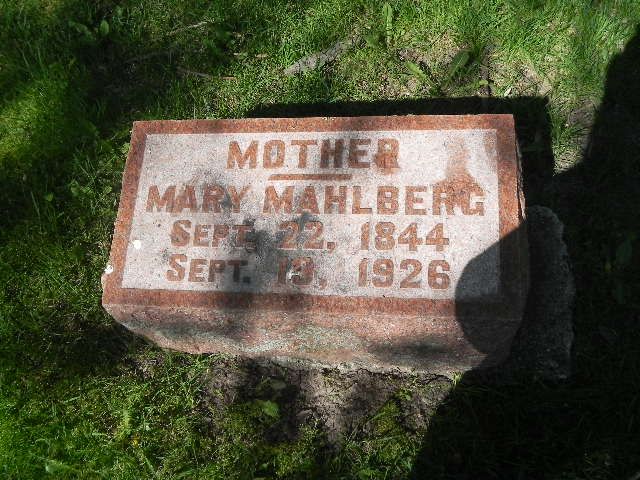 MOTHER
MARY MAHLBERG
SEPT. 22, 1844
SEPT. 13, 1926